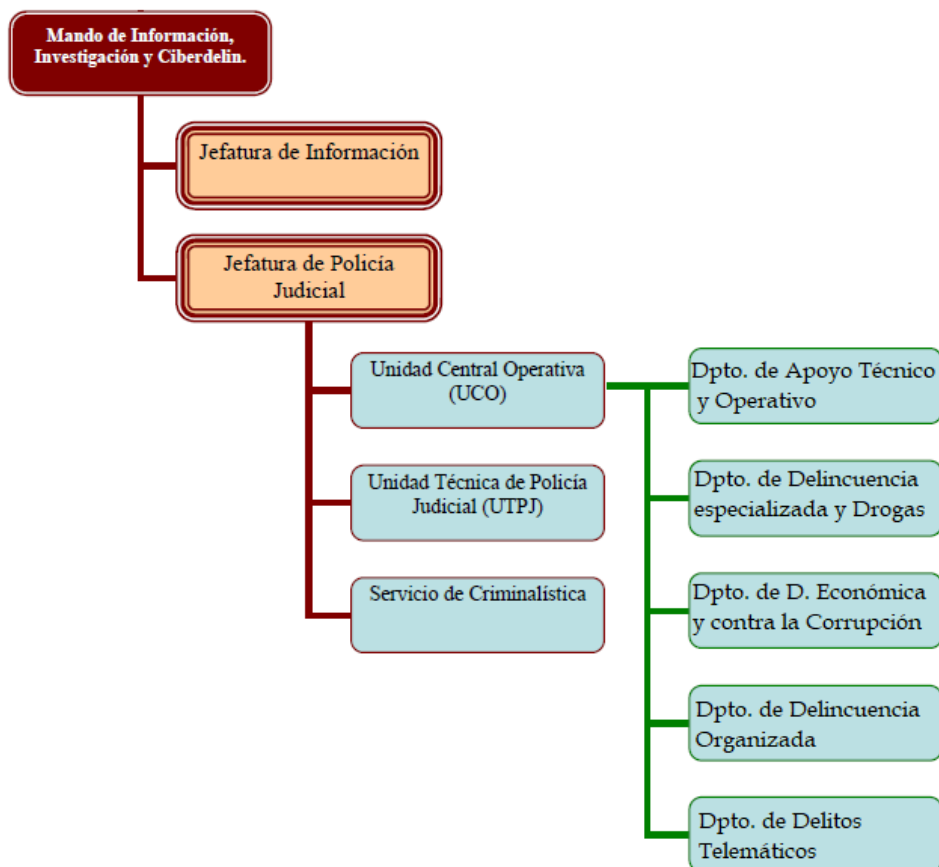 Mando de Información,
Investigación y Ciberdelin.
Jefatura de Información
Jefatura de Policía
Judicial
Unidad Central Operativa
(UCO)
Unidad Técnica de Policía
Judicial (UTPJ)
Servicio de Criminalística
Dpto. de Apoyo Técnico
y Operativo
Dpto. de Delincuencia
especializada y Drogas
Dpto. de D. Económica
y contra la Corrupción
Dpto. de Delincuencia
Organizada
Dpto. de Delitos
Telemáticos